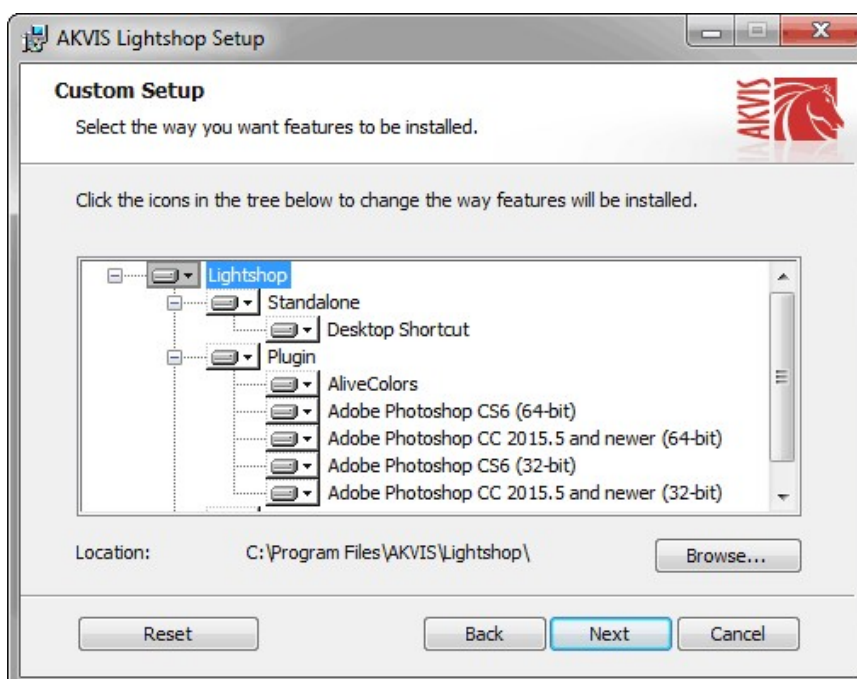 AKVIS Lightshop Setup
Custom Setup
Select the way you want features to be installed.
AKVIS
Click the icons in the tree below to change the way features will be installed.
Lightshop
Standalone
Desktop Shortcut
Plugin
AliveColors
Adobe Photoshop CS6 (64-bit)
Adobe Photoshop CC 2015.5 and newer (64-bit)
Adobe Photoshop CS6 (32-bit)
Adobe Photoshop CC 2015.5 and newer (32-bit)
Location: C:\Program Files\AKVIS\Lightshop\ Browse...
Reset Back Next Cancel